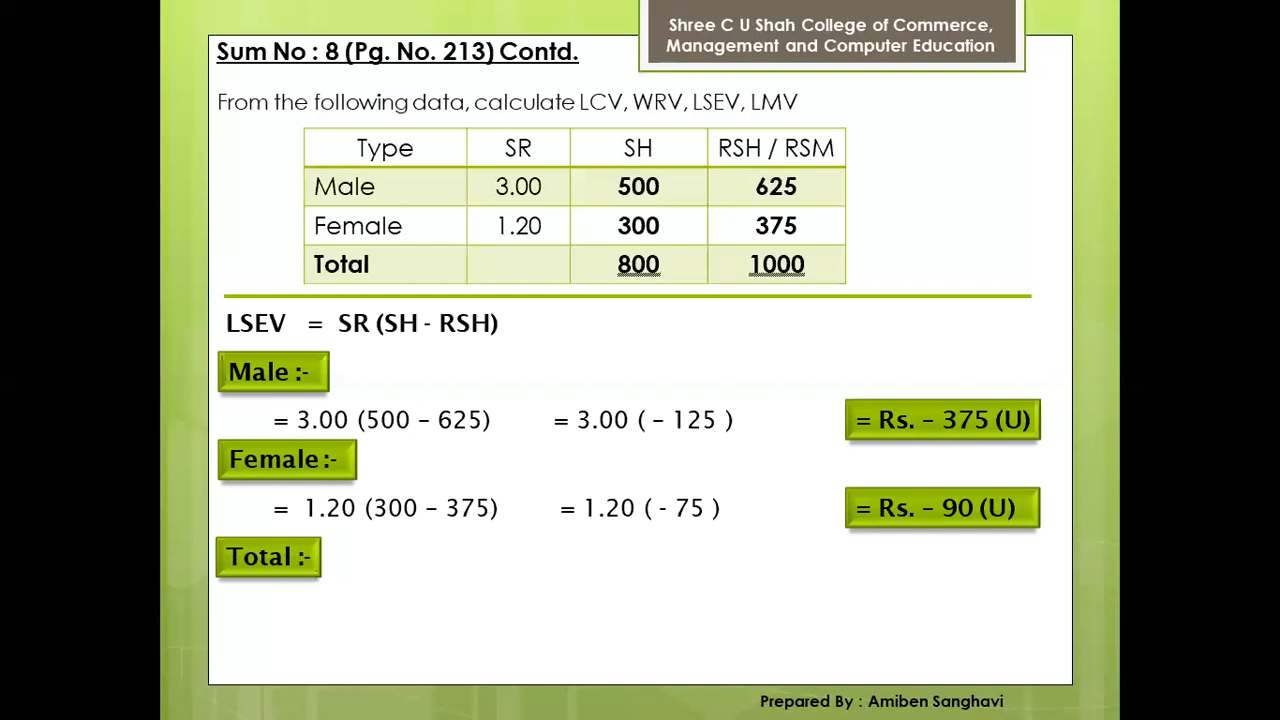 Shree C U Shah College of Commerce,
Management and Computer Education
Sum No : 8 (Pg. No. 213) Contd.
From the following data, calculate LCV, WRV, LSEV, LMV
Type SR SH RSH / RSM
Male 3.00 500 625
Female 1.20 300 375
Total 800 1000
LSEV = SR (SH - RSH)
Male :-
= 3.00 (500 – 625) = 3.00 ( – 125 ) = Rs. – 375 (U)
Female :-
= 1.20 (300 – 375) = 1.20 ( - 75 ) = Rs. – 90 (U)
Total :-
Prepared By : Amiben Sanghavi